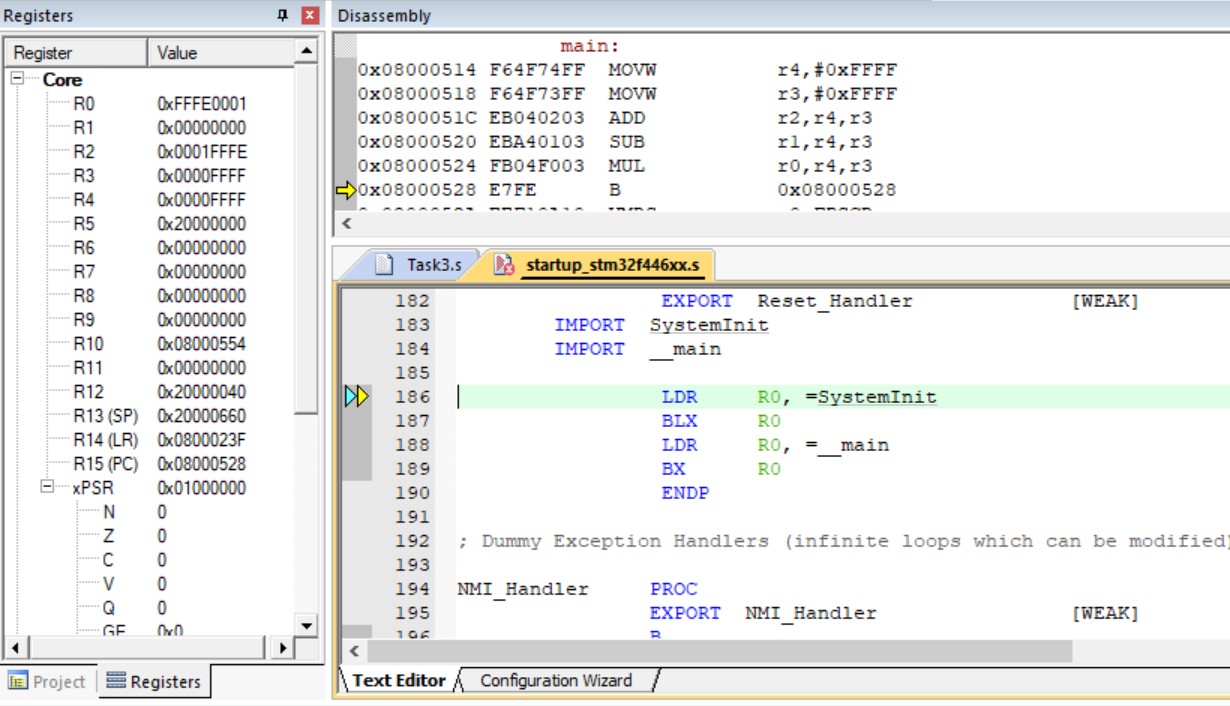 Registers
Register Value
Core
R0 0xFFFE0001
R1 0x00000000
R2 0x0001FFFE
R3 0x0000FFFF
R4 0x0000FFFF
R5 0x20000000
R6 0x00000000
R7 0x00000000
R8 0x00000000
R9 0x00000000
R10 0x08000554
R11 0x00000000
R12 0x20000040
R13 (SP) 0x20000660
R14 (LR) 0x0800023F
R15 (PC) 0x08000528
xPSR 0x01000000
N 0
Z 0
C 0
V 0
Q 0
GE 0x0
Project Registers
Disassembly
main:
0x08000514 F64F74FF MOVW r4,#0xFFFF
0x08000518 F64F73FF MOVW r3,#0xFFFF
0x0800051C EB040203 ADD r2,r4,r3
0x08000520 EBA40103 SUB r1,r4,r3
0x08000524 FB04F003 MUL r0,r4,r3
0x08000528 E7FE B 0x08000528
Task3.s startup_stm32f446xx.s
182 EXPORT Reset_Handler [WEAK]
183 IMPORT SystemInit
184 IMPORT __main
185
186 LDR R0, =SystemInit
187 BLX R0
188 LDR R0, =__main
189 BX R0
190 ENDP
191
192 ; Dummy Exception Handlers (infinite loops which can be modified)
193
194 NMI_Handler PROC
195 EXPORT NMI_Handler [WEAK]
196 B
Text Editor Configuration Wizard